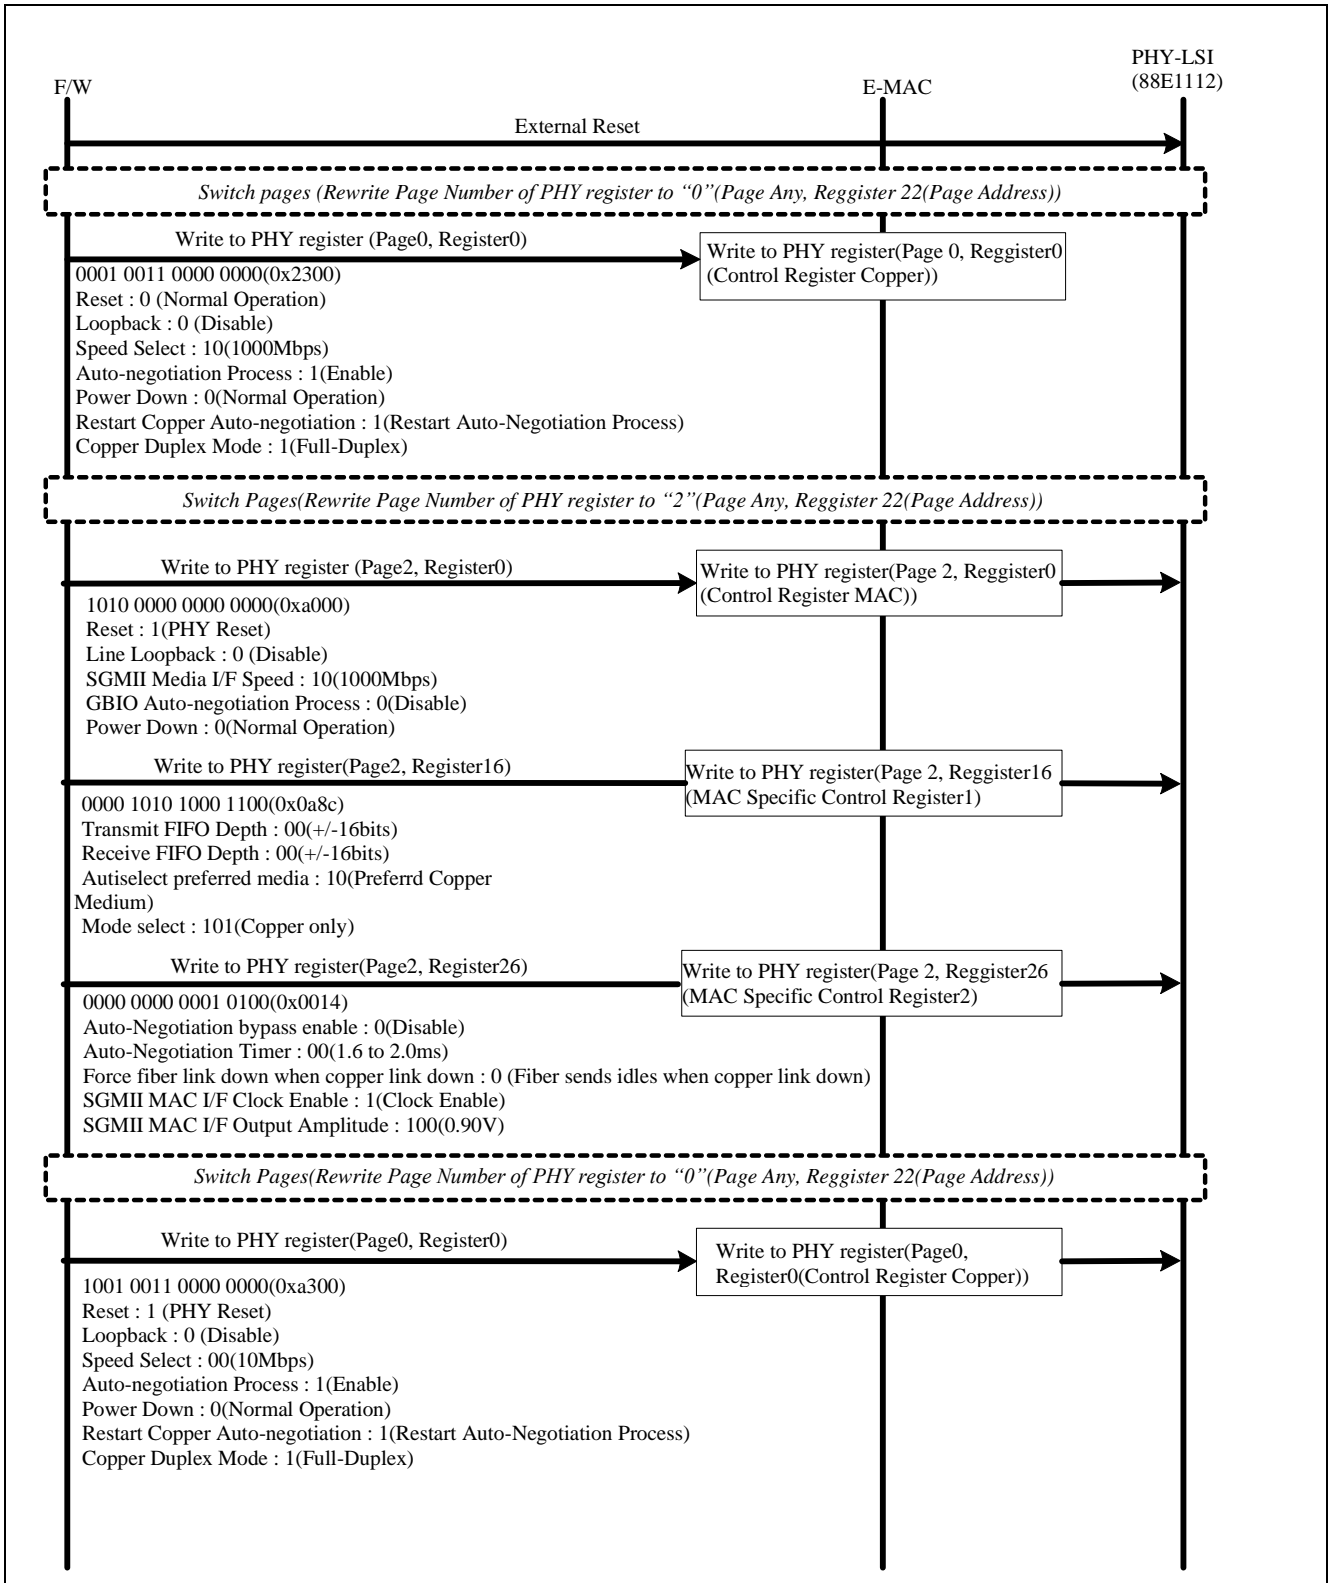 PHY-LSI
(88E1112)
F/W
E-MAC
External Reset
Switch pages (Rewrite Page Number of PHY register to “0”(Page Any, Reggister 22(Page Address))
Write to PHY register (Page0, Register0)
Write to PHY register(Page 0, Reggister0
(Control Register Copper))
0001 0011 0000 0000(0x2300)
Reset : 0 (Normal Operation)
Loopback : 0 (Disable)
Speed Select : 10(1000Mbps)
Auto-negotiation Process : 1(Enable)
Power Down : 0(Normal Operation)
Restart Copper Auto-negotiation : 1(Restart Auto-Negotiation Process)
Copper Duplex Mode : 1(Full-Duplex)
Switch Pages(Rewrite Page Number of PHY register to “2”(Page Any, Reggister 22(Page Address))
Write to PHY register (Page2, Register0)
Write to PHY register(Page 2, Reggister0
(Control Register MAC))
1010 0000 0000 0000(0xa000)
Reset : 1(PHY Reset)
Line Loopback : 0 (Disable)
SGMII Media I/F Speed : 10(1000Mbps)
GBIO Auto-negotiation Process : 0(Disable)
Power Down : 0(Normal Operation)
Write to PHY register(Page2, Register16)
Write to PHY register(Page 2, Reggister16
(MAC Specific Control Register1)
0000 1010 1000 1100(0x0a8c)
Transmit FIFO Depth : 00(+/-16bits)
Receive FIFO Depth : 00(+/-16bits)
Autiselect preferred media : 10(Preferrd Copper
Medium)
Mode select : 101(Copper only)
Write to PHY register(Page2, Register26)
Write to PHY register(Page 2, Reggister26
(MAC Specific Control Register2)
0000 0000 0001 0100(0x0014)
Auto-Negotiation bypass enable : 0(Disable)
Auto-Negotiation Timer : 00(1.6 to 2.0ms)
Force fiber link down when copper link down : 0 (Fiber sends idles when copper link down)
SGMII MAC I/F Clock Enable : 1(Clock Enable)
SGMII MAC I/F Output Amplitude : 100(0.90V)
Switch Pages(Rewrite Page Number of PHY register to “0”(Page Any, Reggister 22(Page Address))
Write to PHY register(Page0, Register0)
Write to PHY register(Page0,
Register0(Control Register Copper))
1001 0011 0000 0000(0xa300)
Reset : 1 (PHY Reset)
Loopback : 0 (Disable)
Speed Select : 00(10Mbps)
Auto-negotiation Process : 1(Enable)
Power Down : 0(Normal Operation)
Restart Copper Auto-negotiation : 1(Restart Auto-Negotiation Process)
Copper Duplex Mode : 1(Full-Duplex)